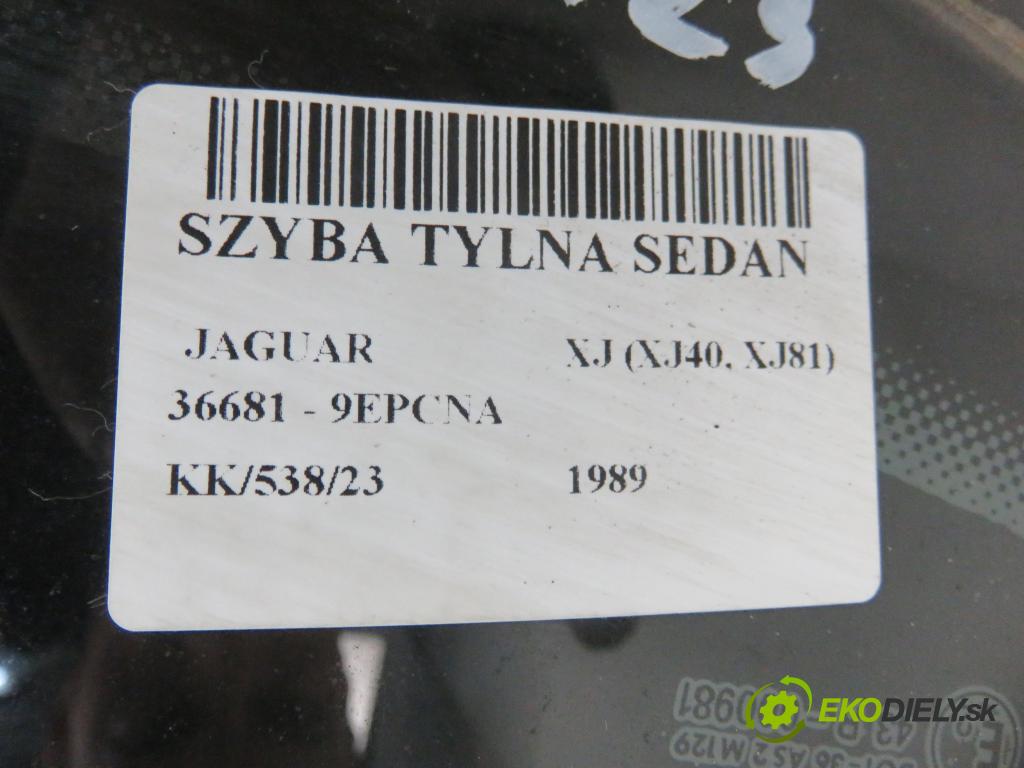 SZYBA TYLNA SEDAN
JAGUAR XJ (XJ40, XJ81)
36681 - 9EPCNA
KK/538/23 1989
EKODIELY.sk